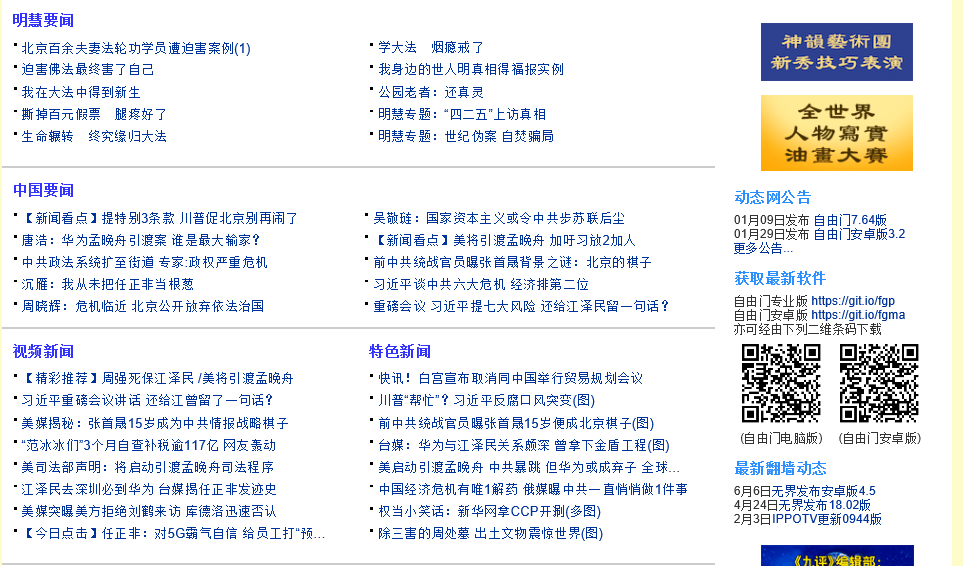 明慧要闻
北京百余夫妻法轮功学员遭迫害案例(1)
迫害佛法最终害了自己
我在大法中得到新生
撕掉百元假票　腿疼好了
生命辗转　终究缘归大法
学大法　烟瘾戒了
我身边的世人明真相得福报实例
公园老者：还真灵
明慧专题：“四二五”上访真相
明慧专题：世纪伪案 自焚骗局
中国要闻
【新闻看点】提特别3条款 川普促北京别再闹了
唐浩：华为孟晚舟引渡案 谁是最大输家？
中共政法系统扩至街道 专家:政权严重危机
沉雁：我从未把任正非当根葱
周晓辉：危机临近 北京公开放弃依法治国
吴敬琏：国家资本主义或令中共步苏联后尘
【新闻看点】美将引渡孟晚舟 加吁习放2加人
前中共统战官员曝张首晟背景之谜：北京的棋子
习近平谈中共六大危机 经济排第二位
重磅会议 习近平提七大风险 还给江泽民留一句话？
视频新闻
【精彩推荐】周强死保江泽民 /美将引渡孟晚舟
习近平重磅会议讲话 还给江曾留了一句话？
美媒揭秘：张首晟15岁成为中共情报战略棋子
“范冰冰们”3个月自查补税逾117亿 网友轰动
美司法部声明：将启动引渡孟晚舟司法程序
江泽民去深圳必到华为 台媒揭任正非发迹史
美媒突曝美方拒绝刘鹤来访 库德洛迅速否认
【今日点击】任正非：对5G霸气自信 给员工打“预...
特色新闻
快讯！白宫宣布取消同中国举行贸易规划会议
川普“帮忙”？习近平反腐口风突变(图)
前中共统战官员曝张首晟15岁便成北京棋子(图)
台媒：华为与江泽民关系颇深 曾拿下金盾工程(图)
美启动引渡孟晚舟 中共暴跳 但华为或成弃子 全球...
中国经济危机有唯1解药 俄媒曝中共一直悄悄做1件事
权当小笑话：新华网拿CCP开涮(多图)
除三害的周处墓 出土文物震惊世界(图)
神韻藝術團
新秀技巧表演
全世界
人物寫實
油畫大賽
动态网公告
01月09日发布 自由门7.64版
01月29日发布 自由门安卓版3.2
更多公告...
获取最新软件
自由门专业版 https://git.io/fgp
自由门安卓版 https://git.io/fgma
亦可经由下列二维条码下载
(自由门电脑版)
(自由门安卓版)
最新翻墙动态
6月6日无界发布安卓版4.5
4月24日无界发布18.02版
2月3日IPPOTV更新0944版
《九评》编辑部：